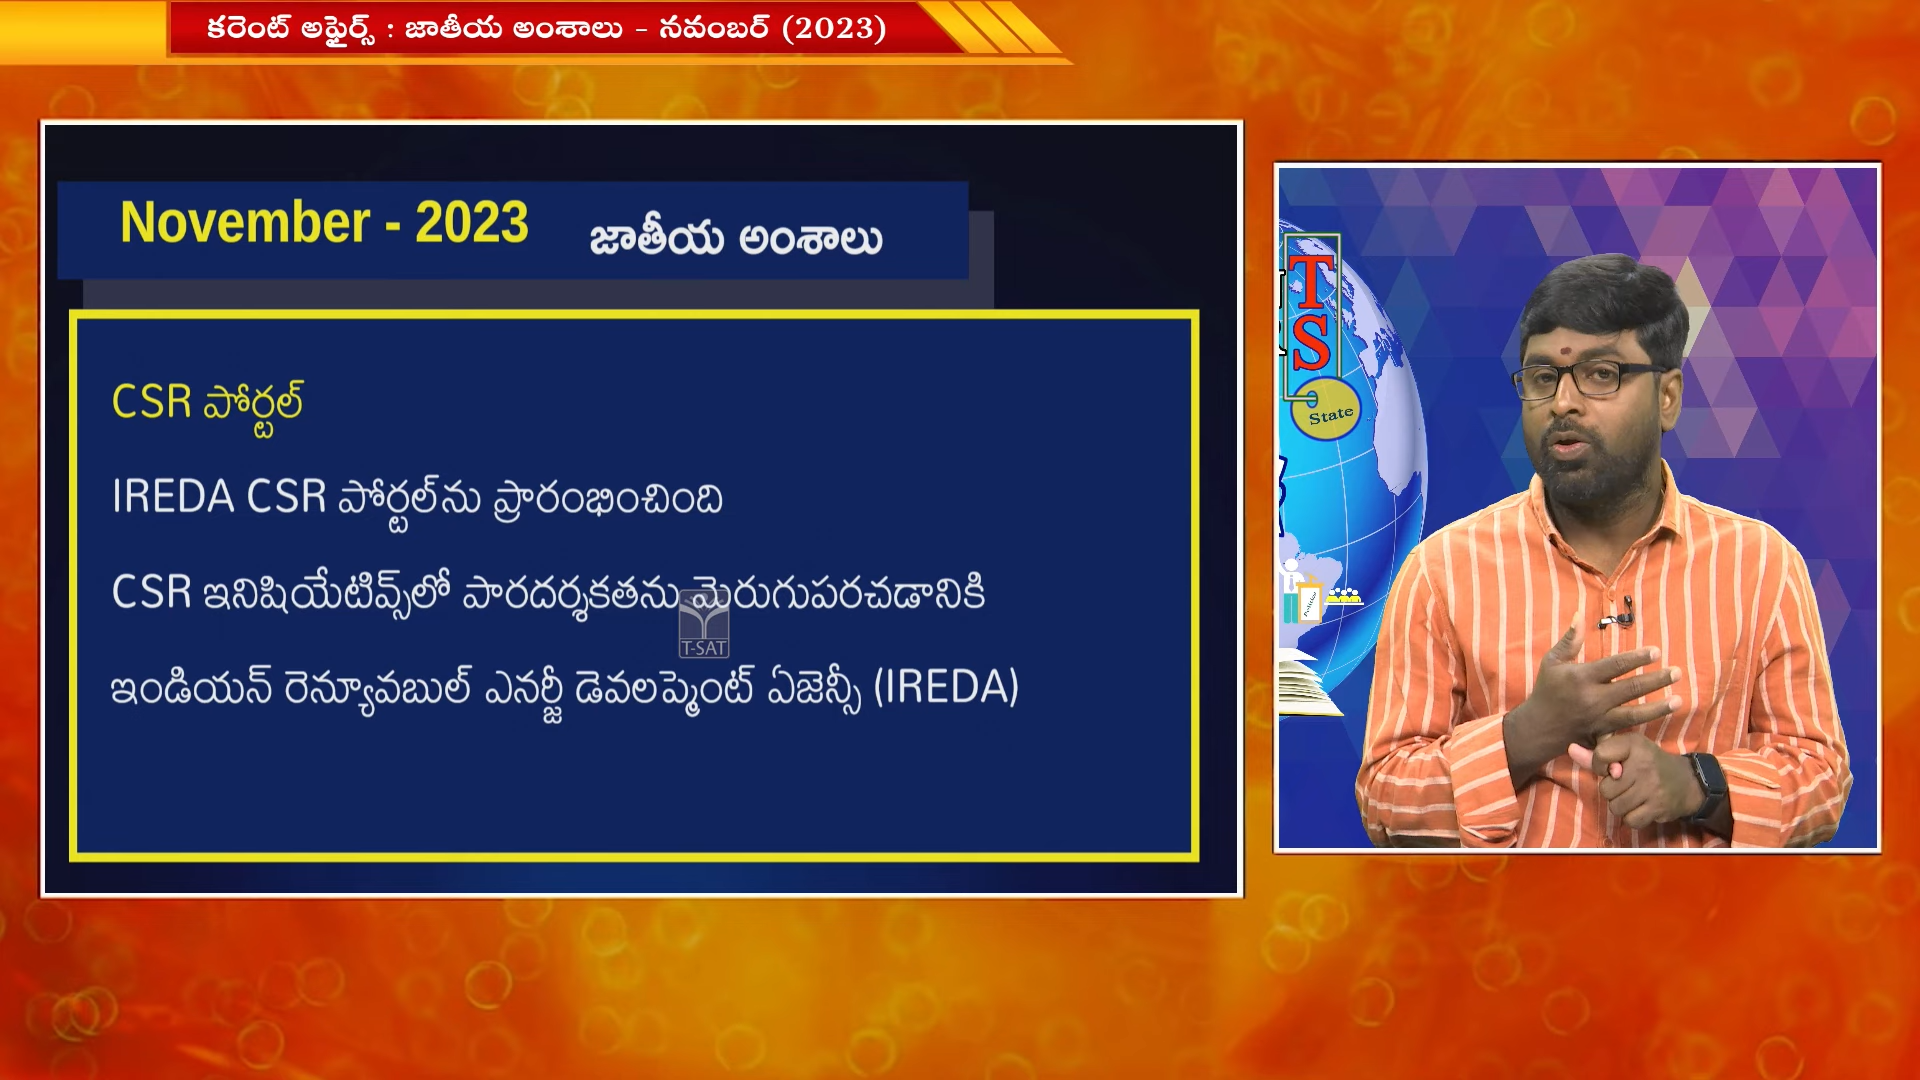 కరెంట్ అఫైర్స్ : జాతీయ అంశాలు - నవంబర్ (2023)
November - 2023 జాతీయ అంశాలు
CSR పోర్టల్
IREDA CSR పోర్టల్‌ను ప్రారంభించింది
CSR ఇనిషియేటివ్స్‌లో పారదర్శకతను మెరుగుపరచడానికి
ఇండియన్ రెన్యూవబుల్ ఎనర్జీ డెవలప్మెంట్ ఏజెన్సీ (IREDA)
T-SAT
TS
State